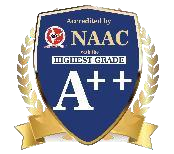 Accredited by
NAAC
with the
HIGHEST GRADE
A++